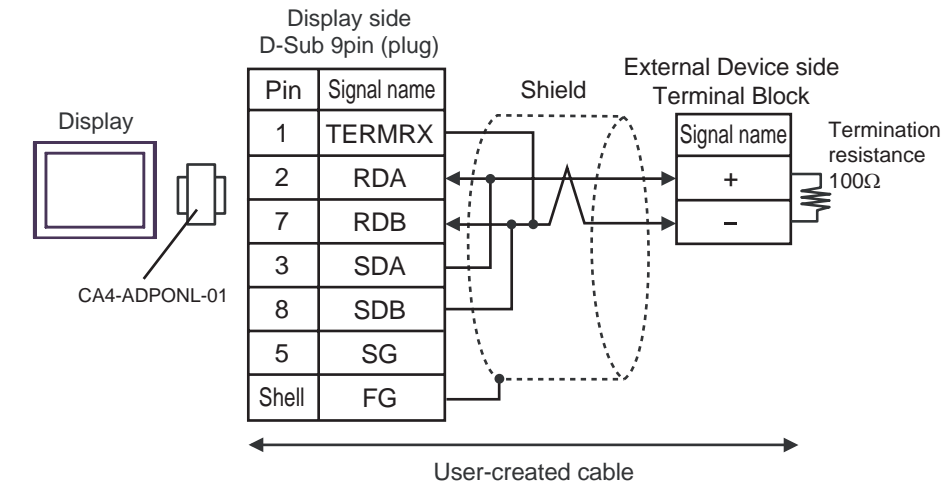 Display side
D-Sub 9pin (plug)
Display
CA4-ADPONL-01
Pin Signal name
1 TERMRX
2 RDA
7 RDB
3 SDA
8 SDB
5 SG
Shell FG
Shield
External Device side
Terminal Block
Signal name
+
−
Termination
resistance
100Ω
User-created cable